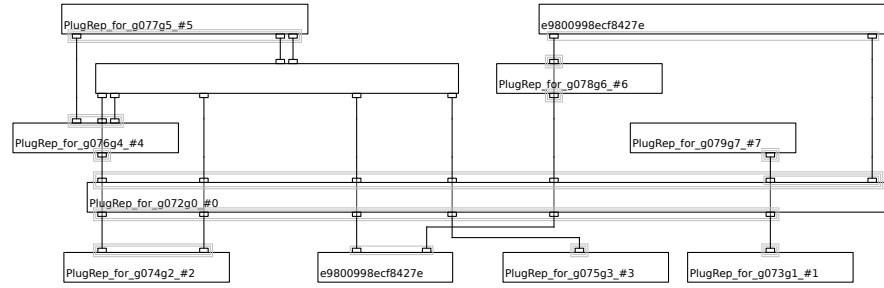 PlugRep_for_g077g5_#5
e9800998ecf8427e
PlugRep_for_g078g6_#6
PlugRep_for_g076g4_#4
PlugRep_for_g079g7_#7
PlugRep_for_g072g0_#0
PlugRep_for_g074g2_#2
e9800998ecf8427e
PlugRep_for_g075g3_#3
PlugRep_for_g073g1_#1